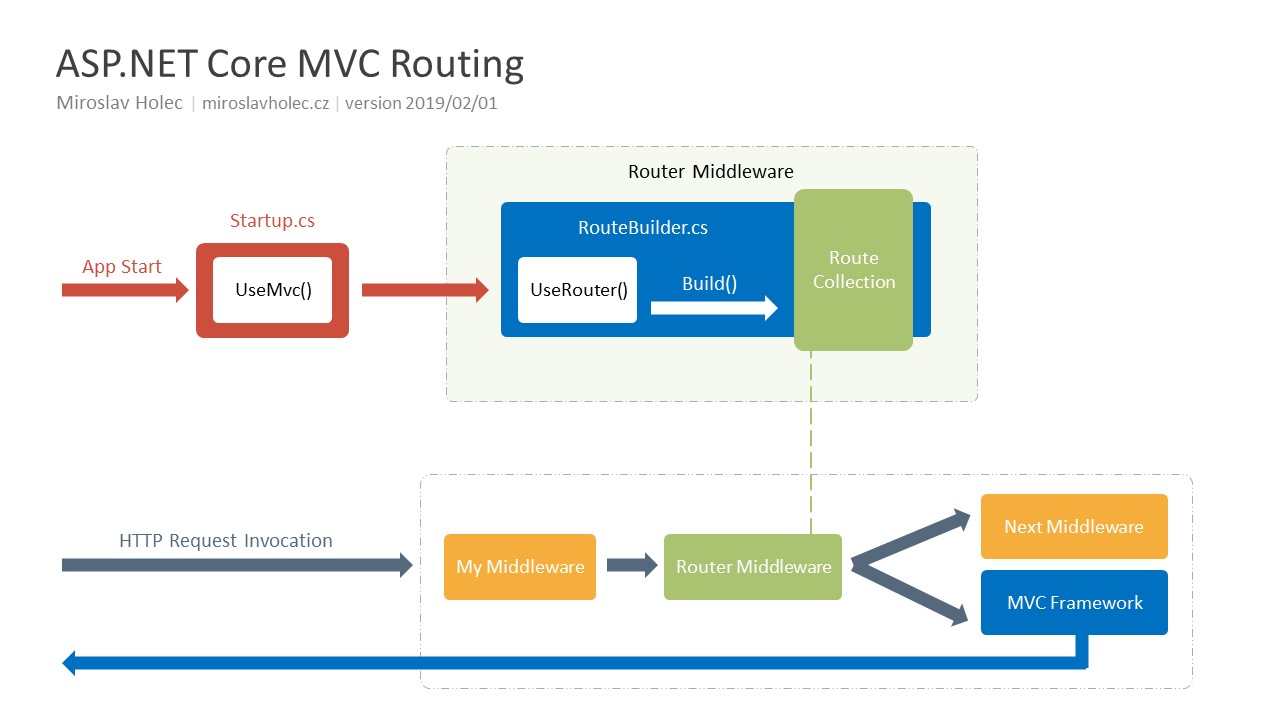 ASP.NET Core MVC Routing
Miroslav Holec | miroslavholec.cz | version 2019/02/01
Router Middleware
Startup.cs
RouteBuilder.cs
App Start
UseMvc()
UseRouter()
Build()
Route
Collection
HTTP Request Invocation
My Middleware
Router Middleware
Next Middleware
MVC Framework